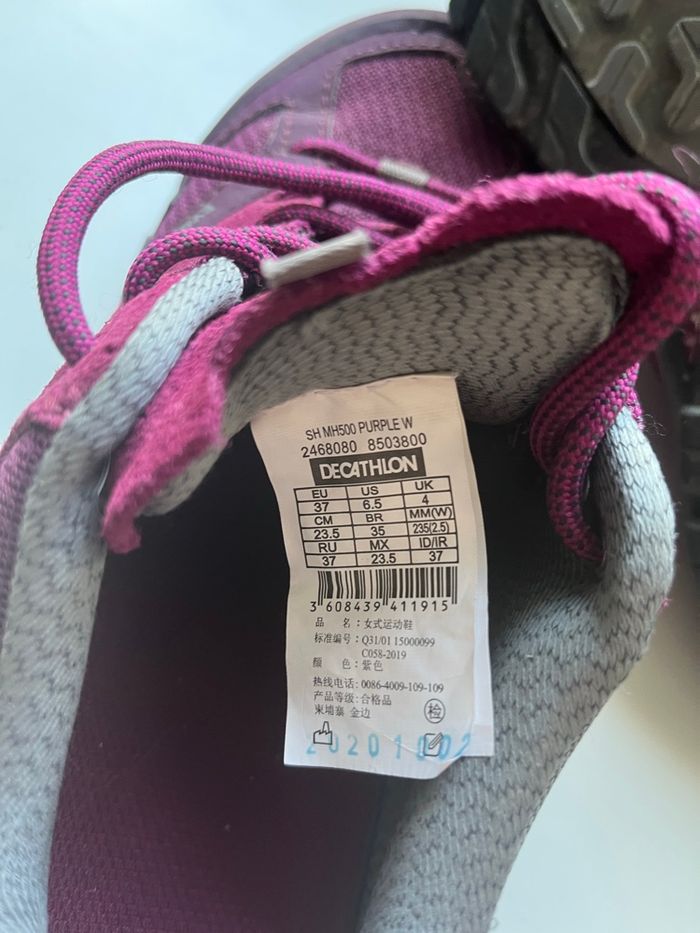 SH MH500 PURPLE W
2468080 8503800
DECATHLON
EU US UK
37 6.5 4
CM BR MM(W)
23.5 35 235(2.5)
RU MX ID/IR
37 23.5 37
3 608439 411915
品 名：女式运动鞋
标准编号：Q31/01 15000099
C058-2019
颜 色：紫色
热线电话：0086-4009-109-109
产品等级：合格品
柬埔寨 金边
检
20201002